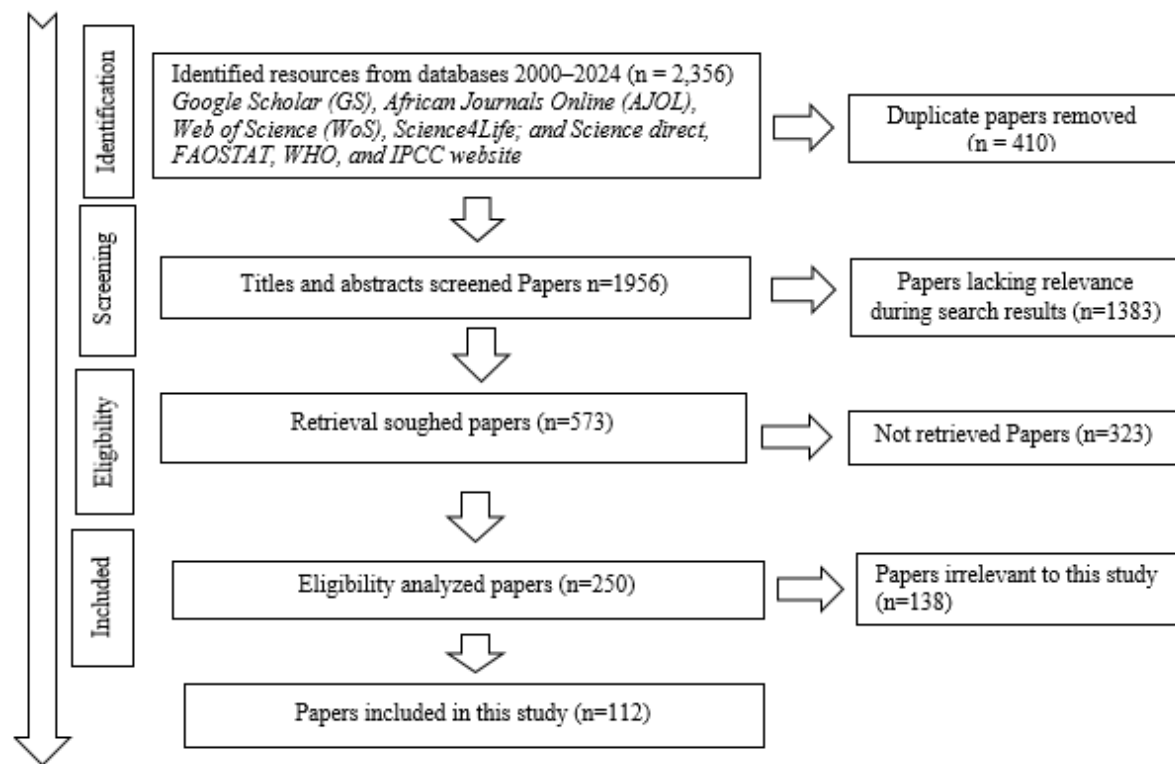 Identification
Identified resources from databases 2000–2024 (n = 2,356)
Google Scholar (GS), African Journals Online (AJOL),
Web of Science (WoS), Science4Life; and Science direct,
FAOSTAT, WHO, and IPCC website
Duplicate papers removed
(n = 410)
Screening
Titles and abstracts screened Papers n=1956)
Papers lacking relevance
during search results (n=1383)
Eligibility
Retrieval soughed papers (n=573)
Not retrieved Papers (n=323)
Included
Eligibility analyzed papers (n=250)
Papers irrelevant to this study
(n=138)
Papers included in this study (n=112)